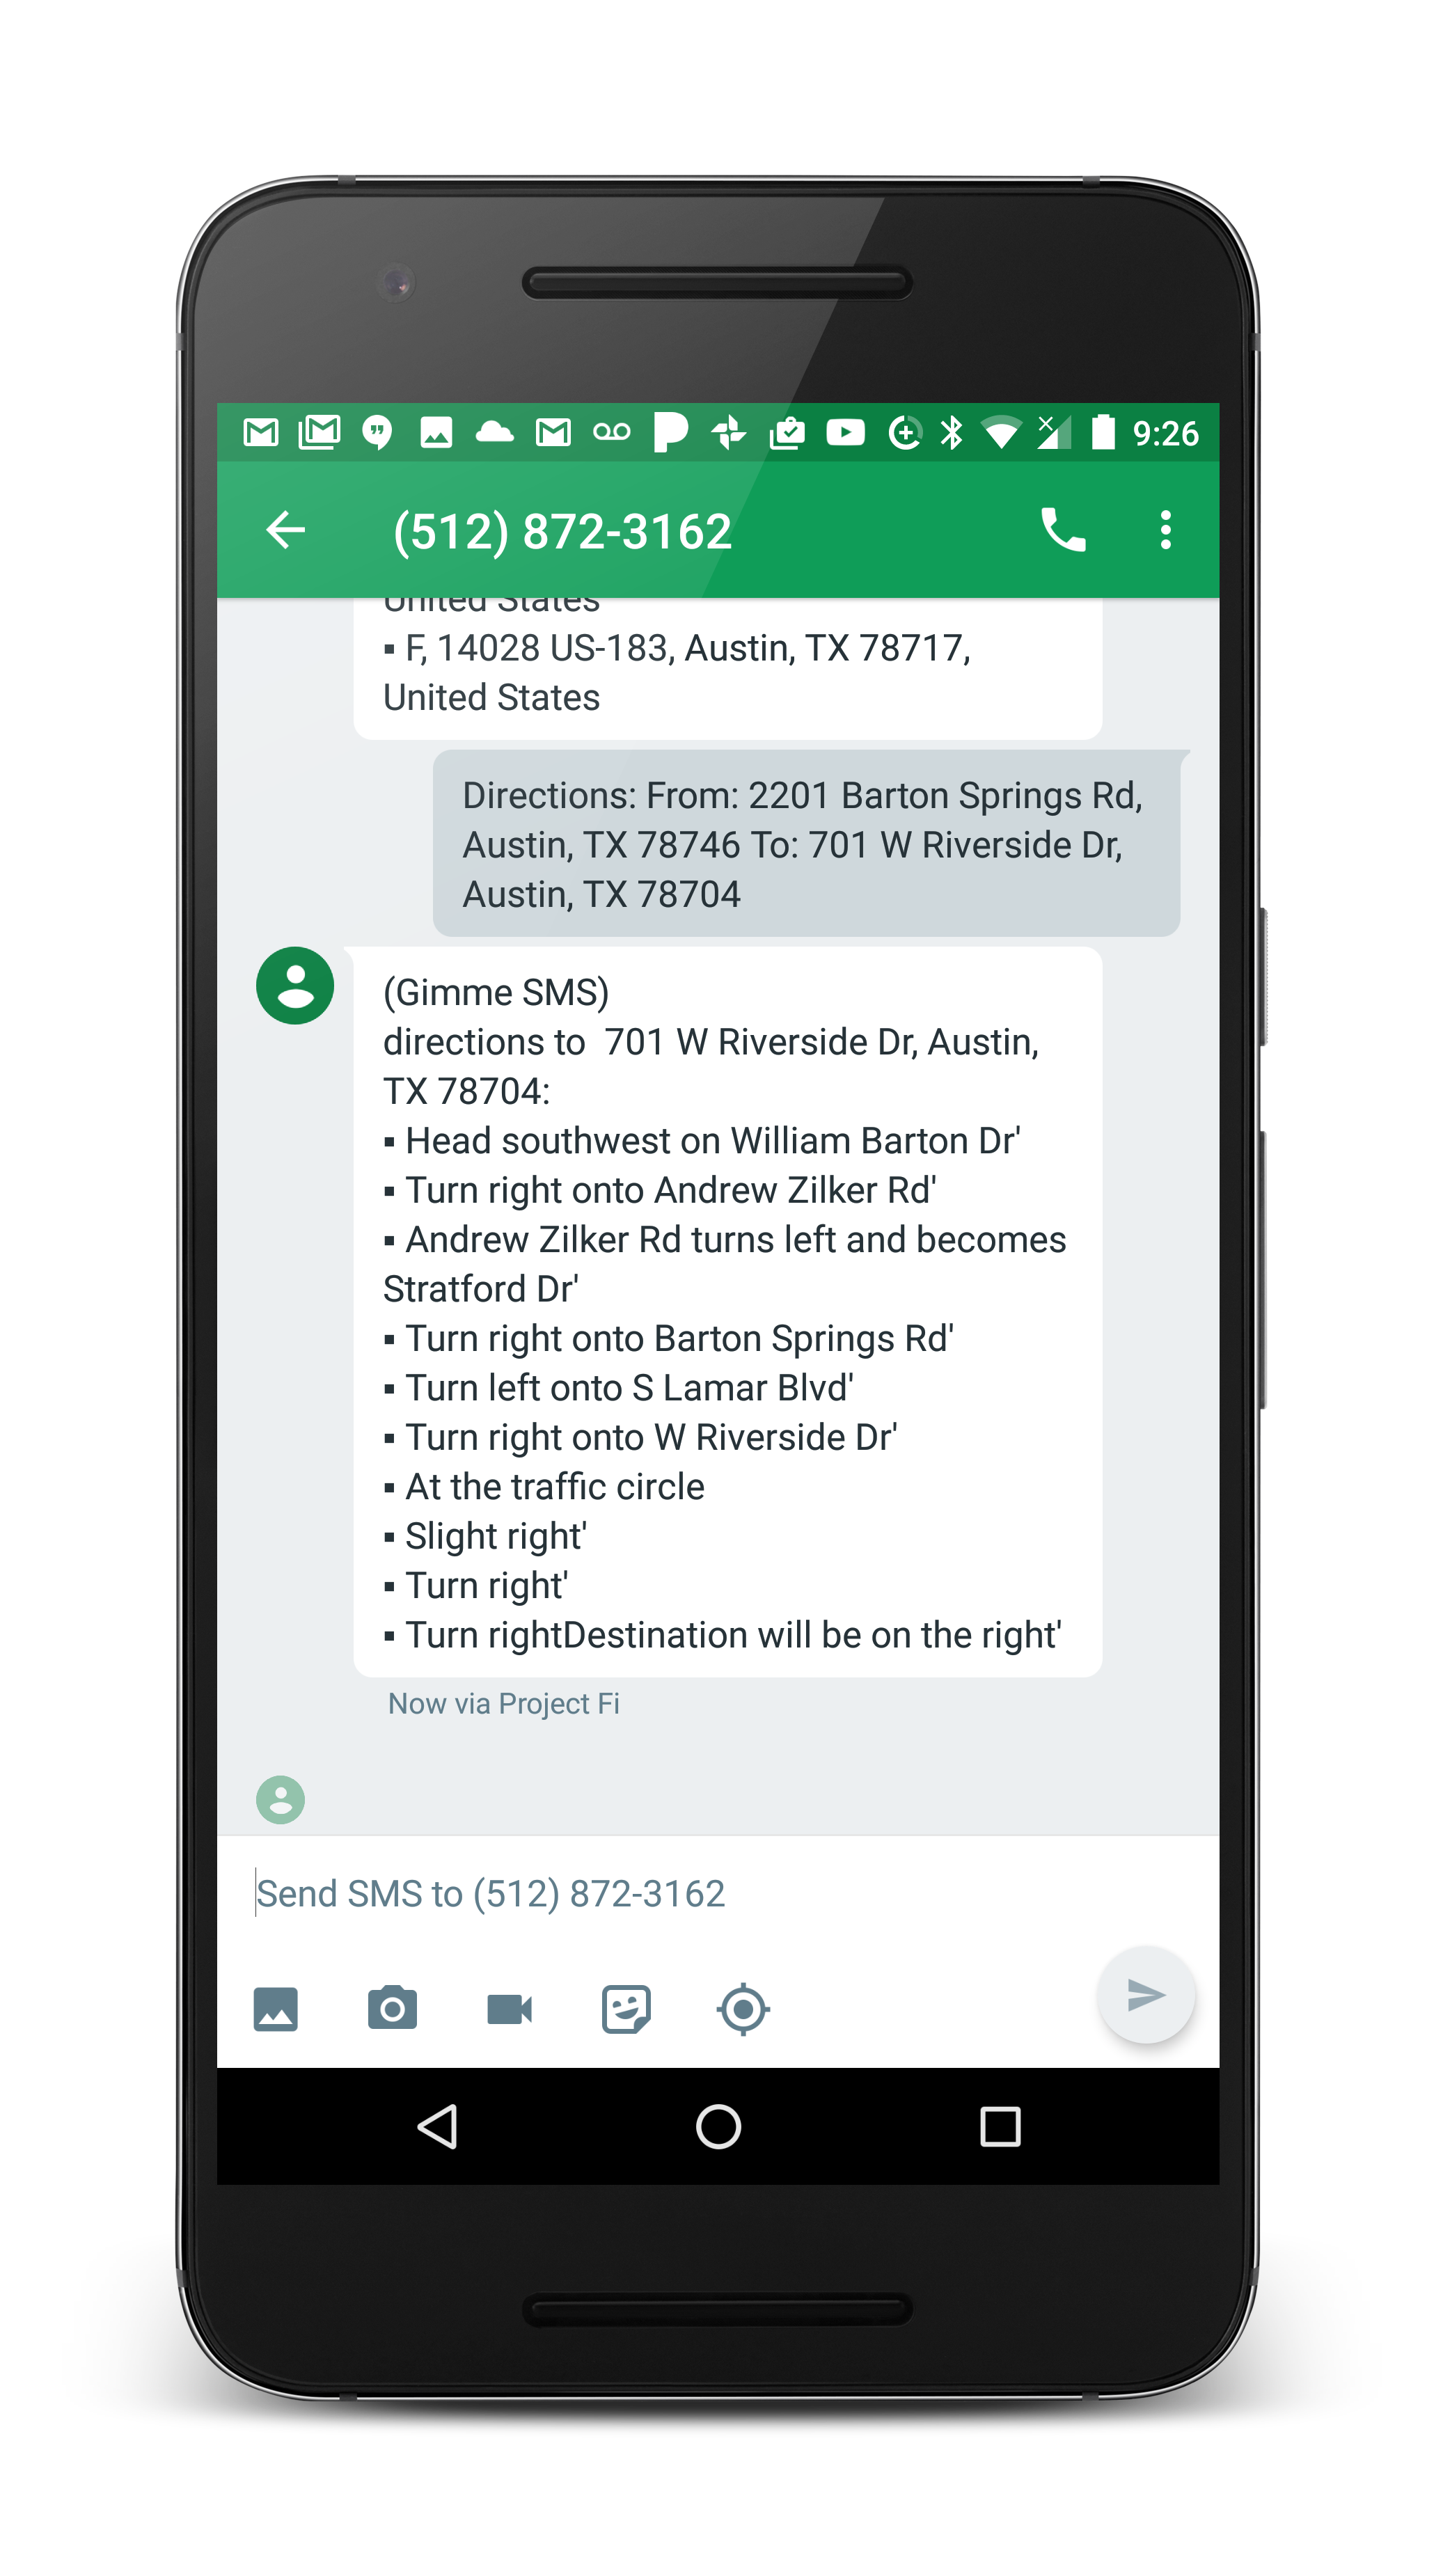 9:26
(512) 872-3162
United States
▪ F, 14028 US-183, Austin, TX 78717,
United States
Directions: From: 2201 Barton Springs Rd,
Austin, TX 78746 To: 701 W Riverside Dr,
Austin, TX 78704
(Gimme SMS)
directions to  701 W Riverside Dr, Austin,
TX 78704:
▪ Head southwest on William Barton Dr'
▪ Turn right onto Andrew Zilker Rd'
▪ Andrew Zilker Rd turns left and becomes
Stratford Dr'
▪ Turn right onto Barton Springs Rd'
▪ Turn left onto S Lamar Blvd'
▪ Turn right onto W Riverside Dr'
▪ At the traffic circle
▪ Slight right'
▪ Turn right'
▪ Turn rightDestination will be on the right'
Now via Project Fi
Send SMS to (512) 872-3162